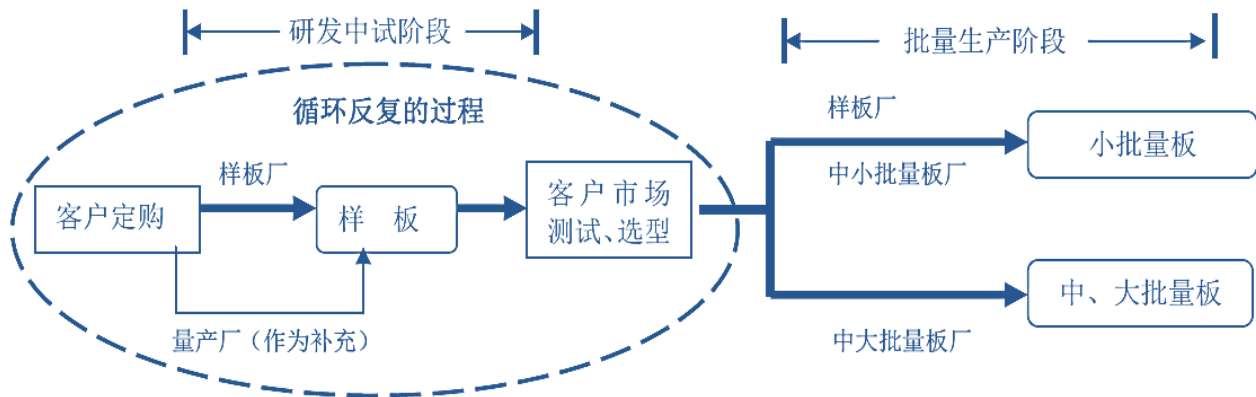 研发中试阶段
批量生产阶段
循环反复的过程
样板厂
客户定购
样 板
客户市场
测试、选型
量产厂（作为补充）
样板厂
中小批量板厂
小批量板
中大批量板厂
中、大批量板